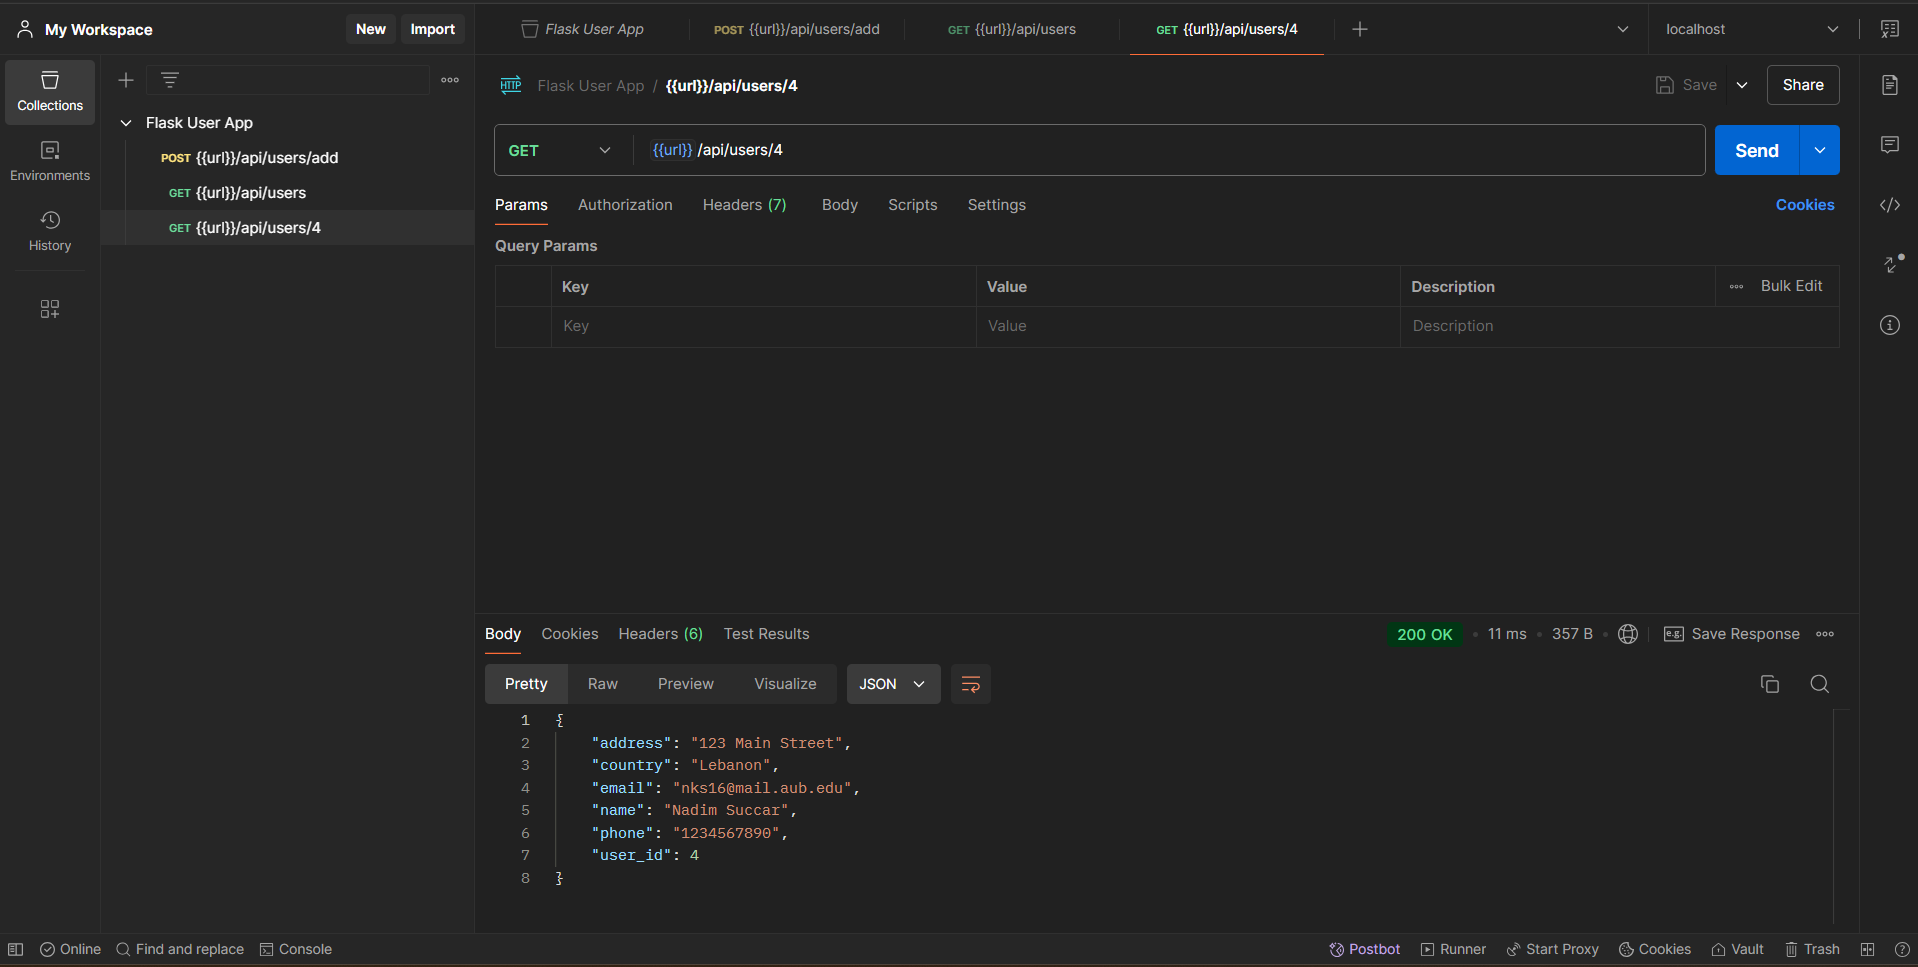 My Workspace
New
Import
Flask User App
POST {{url}}/api/users/add
GET {{url}}/api/users
GET {{url}}/api/users/4
localhost
Collections
Environments
History
Flask User App
POST {{url}}/api/users/add
GET {{url}}/api/users
GET {{url}}/api/users/4
HTTP
Flask User App / {{url}}/api/users/4
Save
Share
GET
{{url}} /api/users/4
Send
Params
Authorization
Headers (7)
Body
Scripts
Settings
Cookies
Query Params
Key
Value
Description
Bulk Edit
Key
Value
Description
Body
Cookies
Headers (6)
Test Results
200 OK
11 ms
357 B
e.g.
Save Response
Pretty
Raw
Preview
Visualize
JSON
1 {
2 "address": "123 Main Street",
3 "country": "Lebanon",
4 "email": "nks16@mail.aub.edu",
5 "name": "Nadim Succar",
6 "phone": "1234567890",
7 "user_id": 4
8 }
Online
Find and replace
Console
Postbot
Runner
Start Proxy
Cookies
Vault
Trash